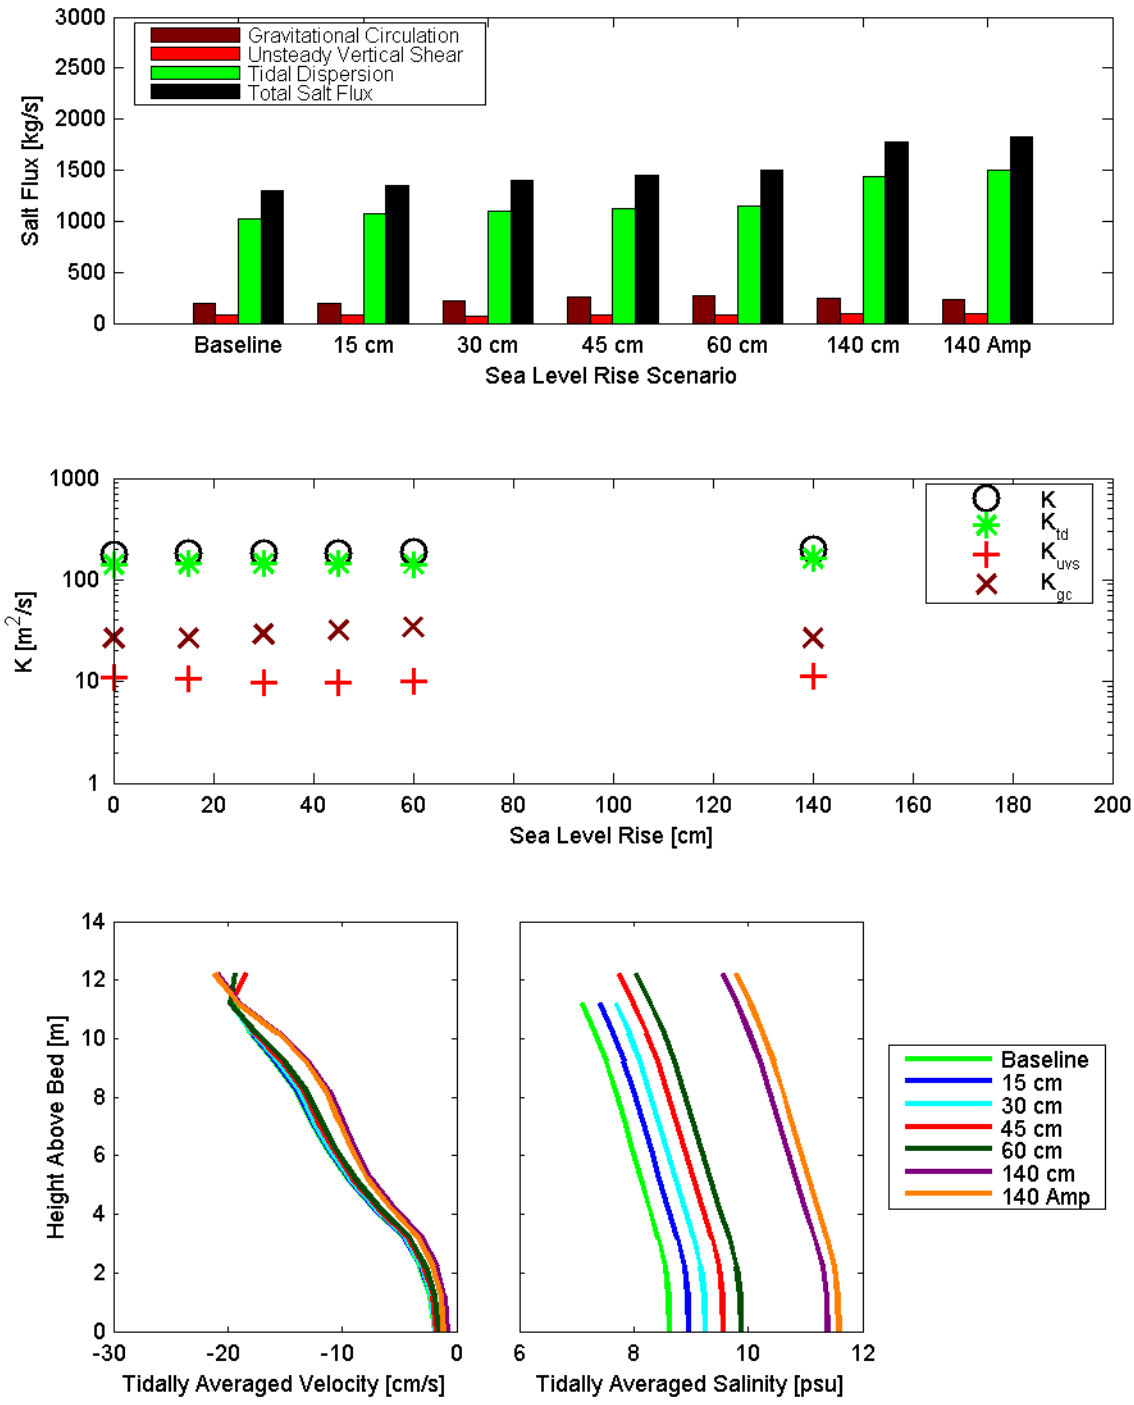 3000
2500
2000
1500
1000
500
0
Salt Flux [kg/s]
Gravitational Circulation
Unsteady Vertical Shear
Tidal Dispersion
Total Salt Flux
Baseline 15 cm 30 cm 45 cm 60 cm 140 cm 140 Amp
Sea Level Rise Scenario
1000
100
10
1
K [m²/s]
K
K_td
K_uvs
K_gc
0 20 40 60 80 100 120 140 160 180 200
Sea Level Rise [cm]
14
12
10
8
6
4
2
0
Height Above Bed [m]
-30 -20 -10 0
Tidally Averaged Velocity [cm/s]
6 8 10 12
Tidally Averaged Salinity [psu]
Baseline
15 cm
30 cm
45 cm
60 cm
140 cm
140 Amp